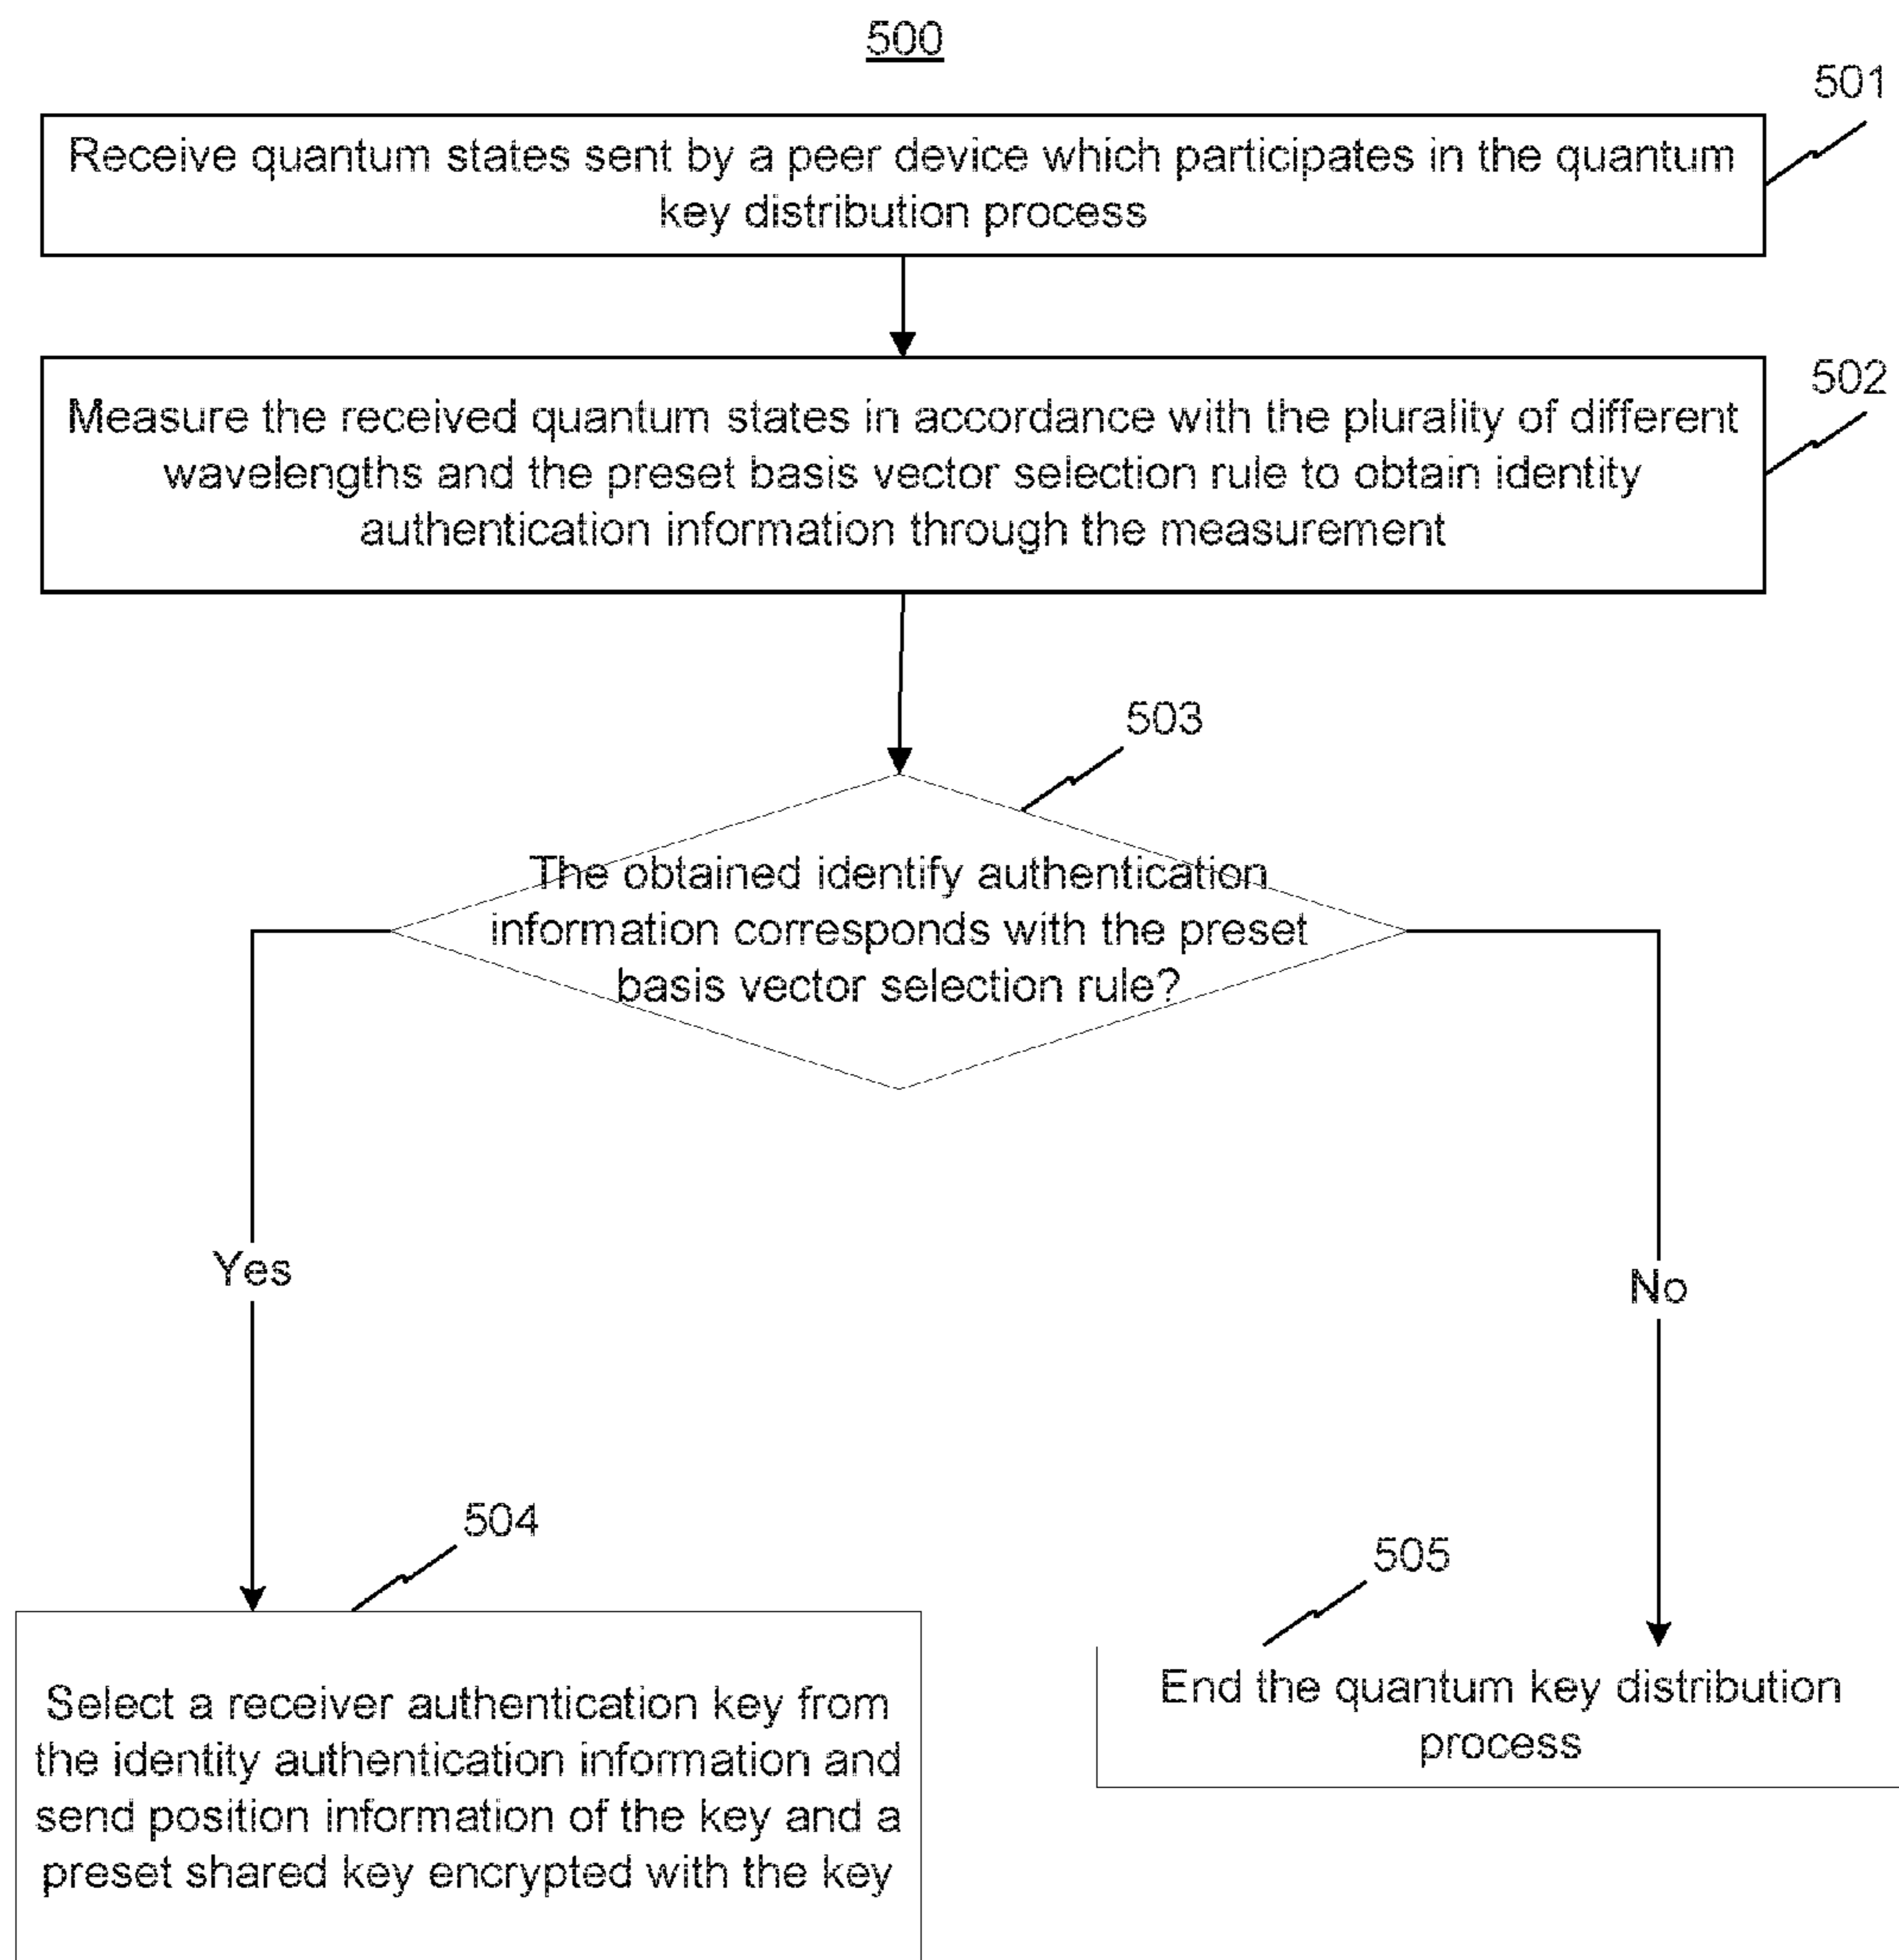 500
501
Receive quantum states sent by a peer device which participates in the quantum
key distribution process
502
Measure the received quantum states in accordance with the plurality of different
wavelengths and the preset basis vector selection rule to obtain identity
authentication information through the measurement
503
The obtained identify authentication
information corresponds with the preset
basis vector selection rule?
Yes
No
504
505
Select a receiver authentication key from
the identity authentication information and
send position information of the key and a
preset shared key encrypted with the key
End the quantum key distribution
process